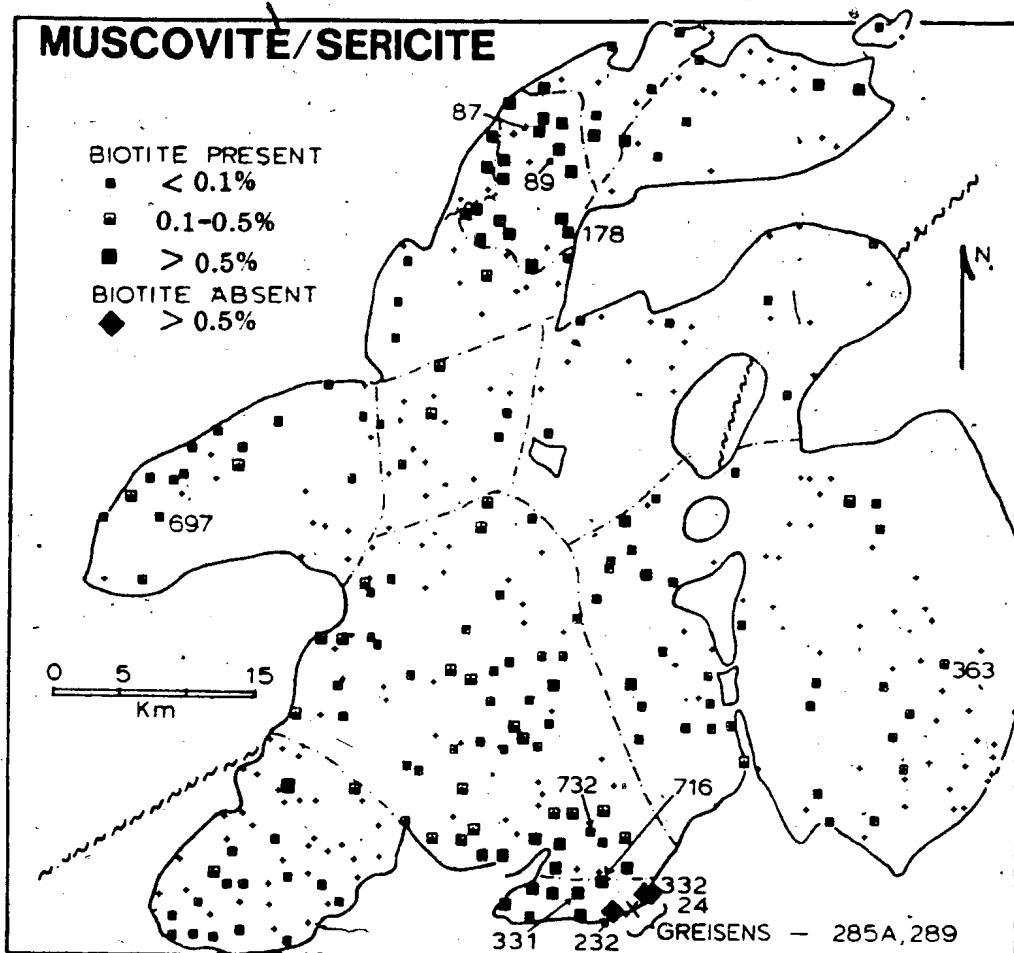 MUSCOVITE/SERICITE
BIOTITE PRESENT
< 0.1%
0.1-0.5%
> 0.5%
BIOTITE ABSENT
> 0.5%
87
89
178
N
697
0 5 15
Km
363
732
716
332
24
331
232
GREISENS — 285A, 289